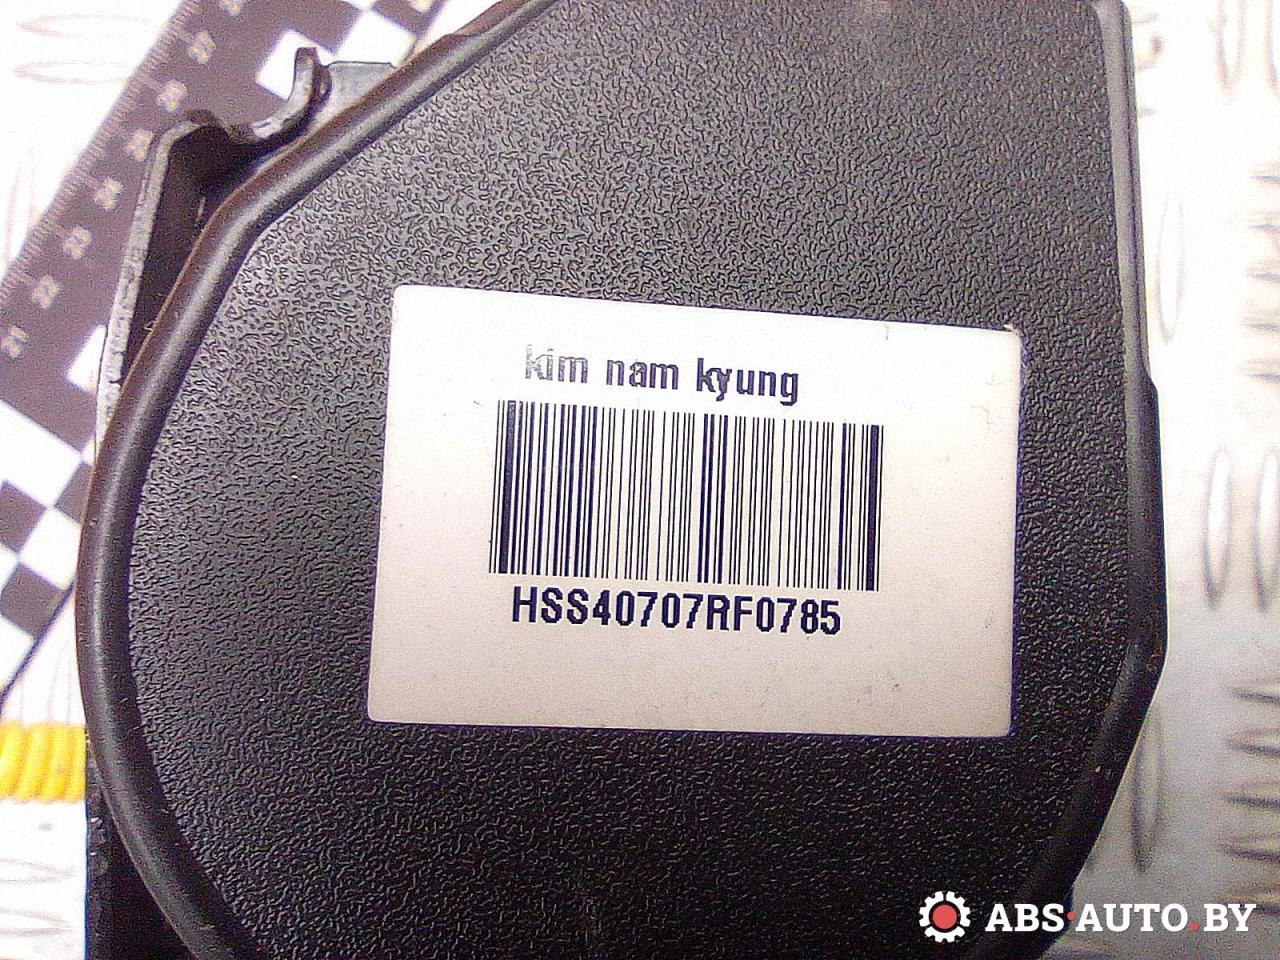 kim nam kyung
HSS40707RF0785
ABS·AUTO.BY